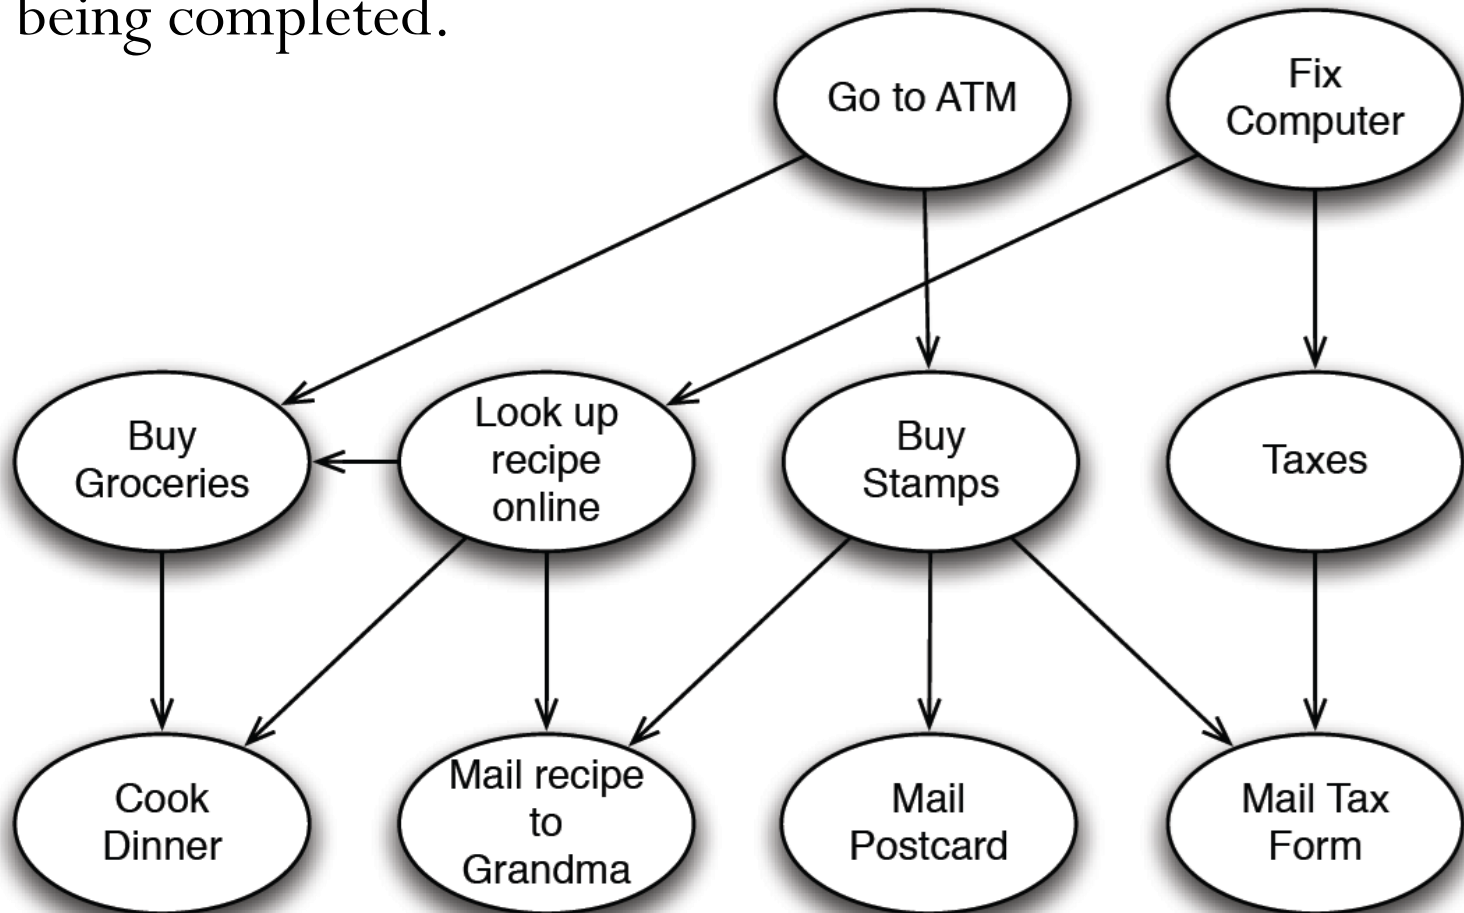 being completed.
Go to ATM
Fix
Computer
Buy
Groceries
Look up
recipe
online
Buy
Stamps
Taxes
Cook
Dinner
Mail recipe
to
Grandma
Mail
Postcard
Mail Tax
Form